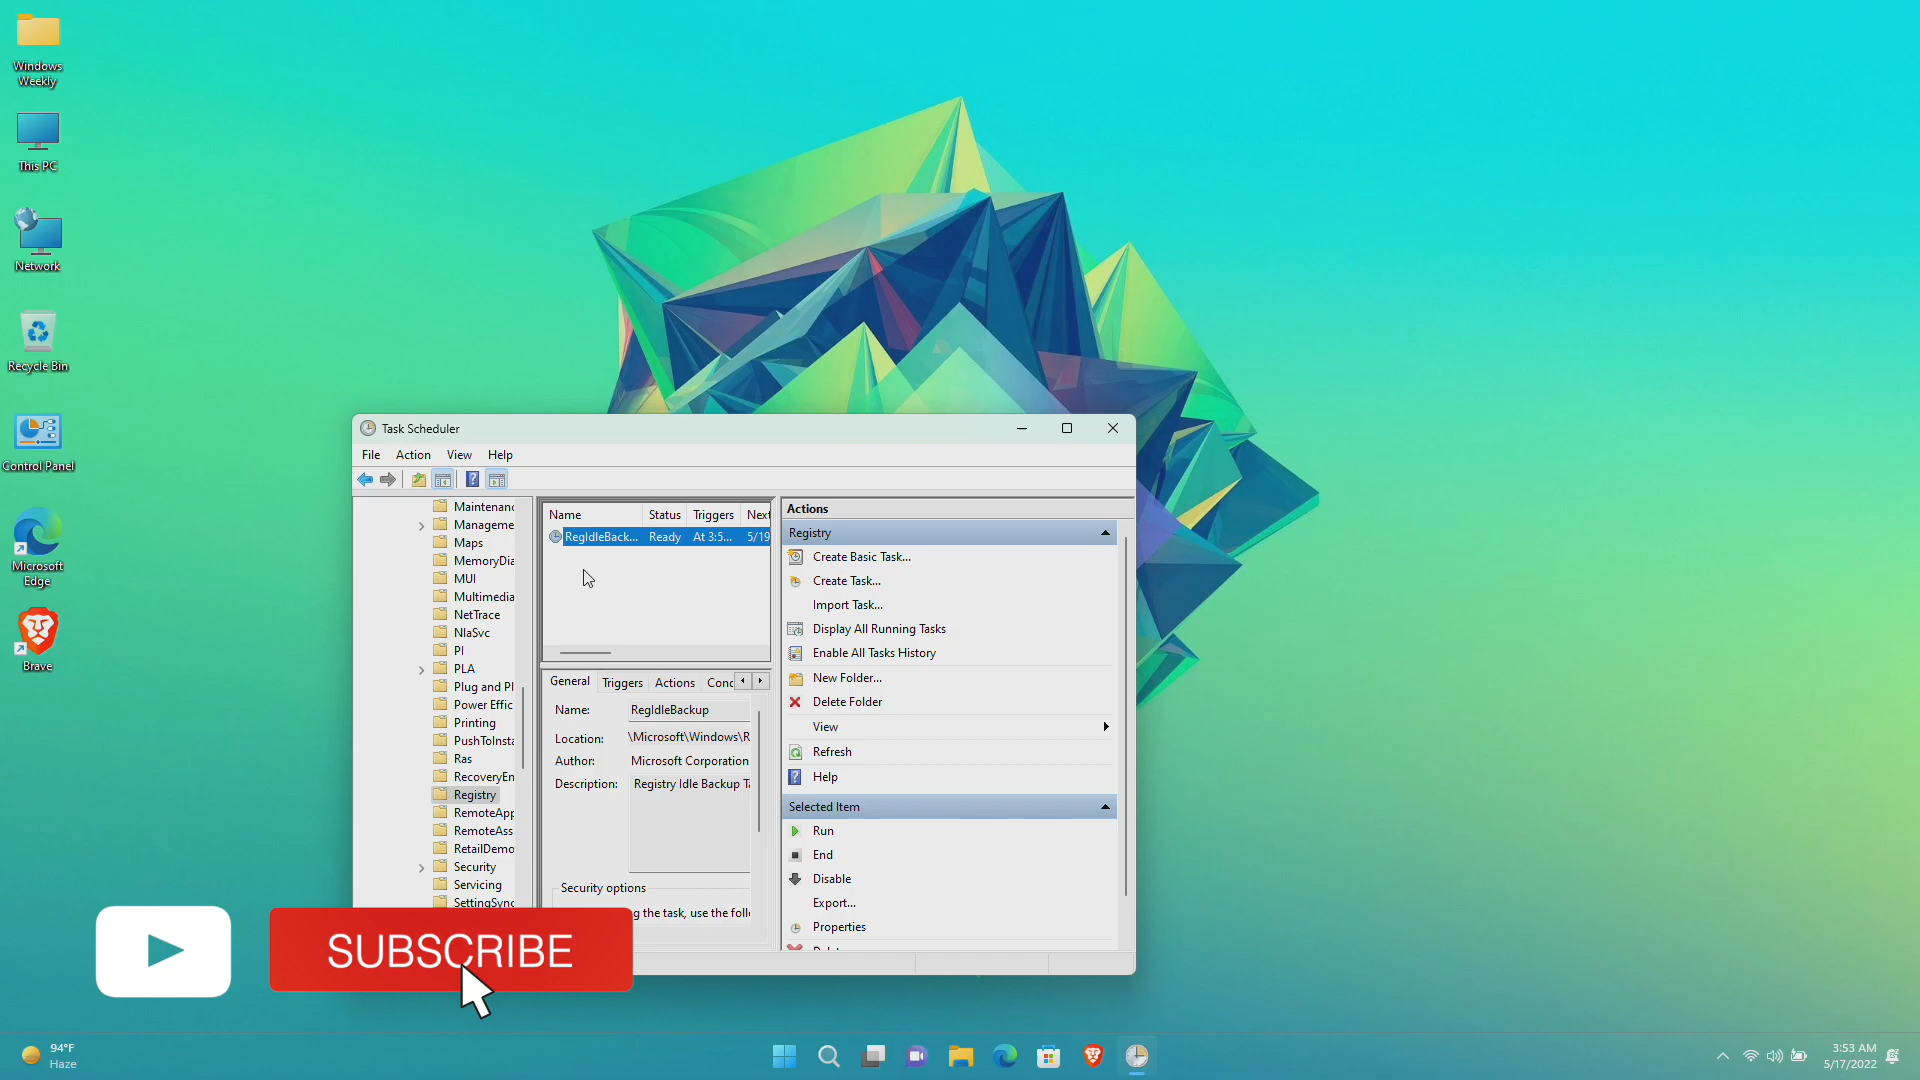 Windows
Weekly
This PC
Network
Recycle Bin
Control Panel
Microsoft
Edge
Brave
Task Scheduler
File Action View Help
Maintenanc
Manageme
Maps
MemoryDia
MUI
Multimedia
NetTrace
NlaSvc
PI
PLA
Plug and Pl
Power Effic
Printing
PushToInsta
Ras
RecoveryEn
Registry
RemoteApp
RemoteAss
RetailDemo
Security
Servicing
SettingSync
Name Status Triggers Next
RegIdleBack... Ready At 3:5... 5/19
General Triggers Actions Conc
Name: RegIdleBackup
Location: \Microsoft\Windows\R
Author: Microsoft Corporation
Description: Registry Idle Backup Ta
Security options
g the task, use the follo
Actions
Registry
Create Basic Task...
Create Task...
Import Task...
Display All Running Tasks
Enable All Tasks History
New Folder...
Delete Folder
View
Refresh
Help
Selected Item
Run
End
Disable
Export...
Properties
SUBSCRIBE
94°F
Haze
3:53 AM
5/17/2022